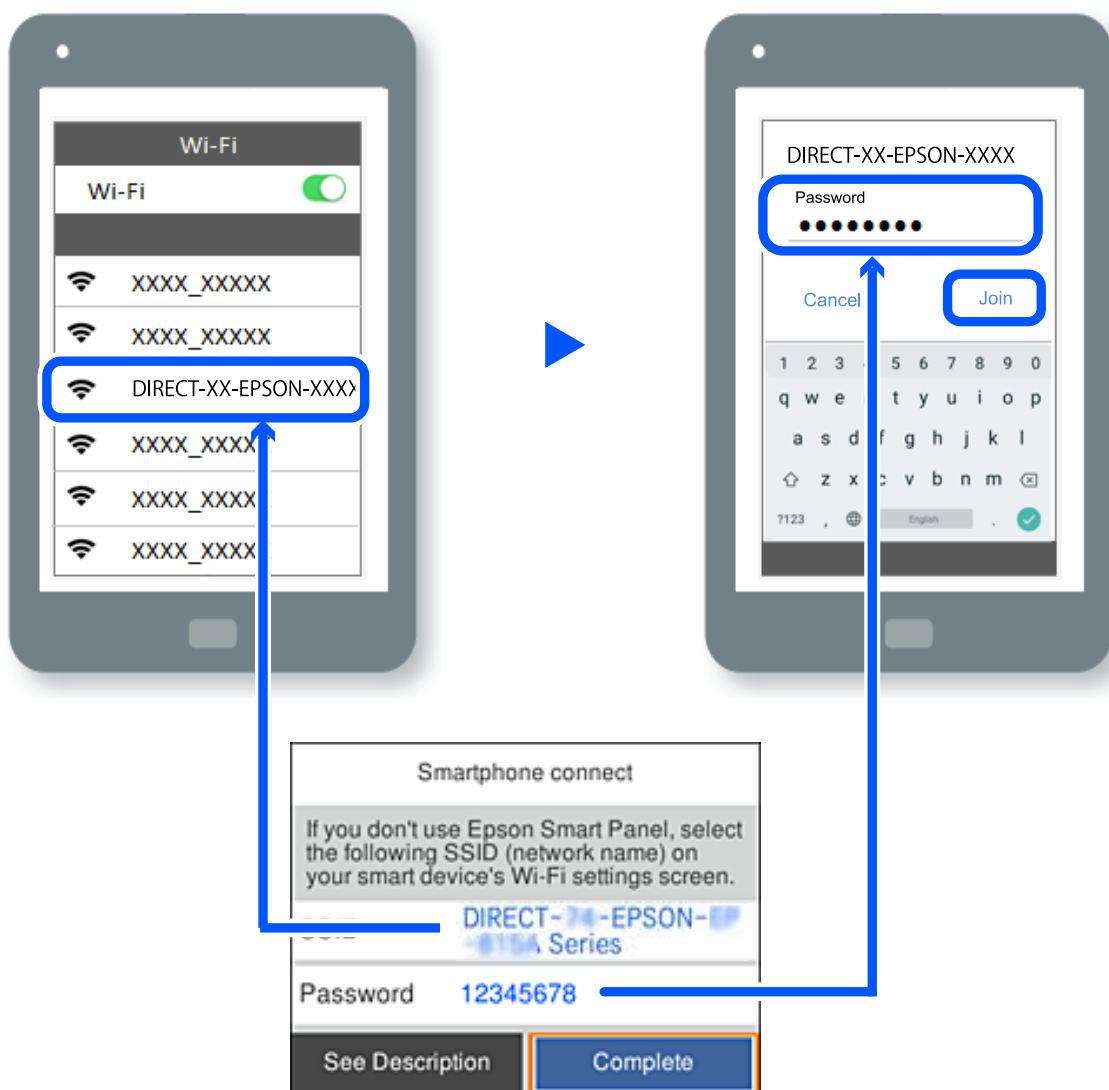 Wi-Fi
Wi-Fi
XXXX_XXXXX
XXXX_XXXXX
DIRECT-XX-EPSON-XXXX
XXXX_XXXX
XXXX_XXXX
XXXX_XXXX
DIRECT-XX-EPSON-XXXX
Password
Cancel
Join
1 2 3 5 6 7 8 9 0
q w e t y u i o p
a s d f g h j k l
z x c v b n m
?123 , English .
Smartphone connect
If you don't use Epson Smart Panel, select
the following SSID (network name) on
your smart device's Wi-Fi settings screen.
DIRECT- -EPSON-
Series
Password 12345678
See Description
Complete